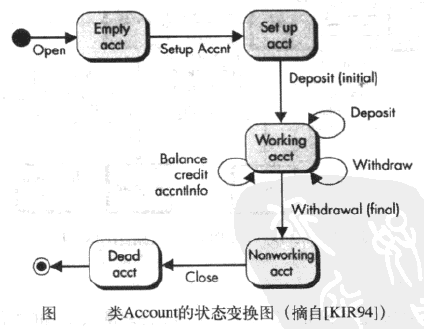 Open
Empty
acct
Setup Accnt
Set up
acct
Deposit (initial)
Working
acct
Deposit
Withdraw
Balance
credit
accntInfo
Withdrawal (final)
Nonworking
acct
Close
Dead
acct
图 类Account的状态变换图（摘自[KIR94]）